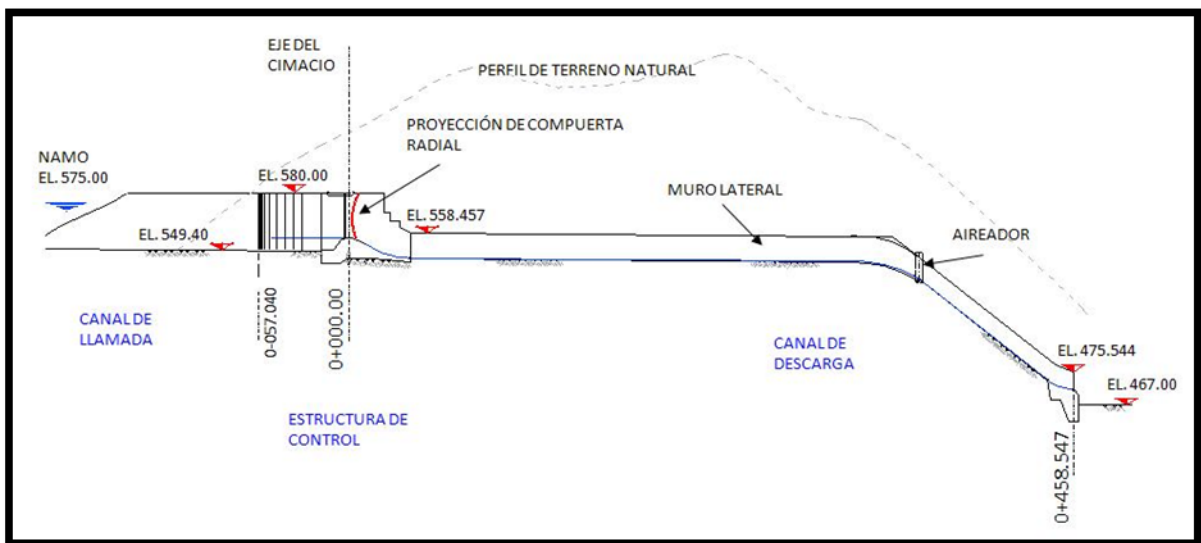 EJE DEL
CIMACIO
PERFIL DE TERRENO NATURAL
PROYECCIÓN DE COMPUERTA
RADIAL
NAMO
EL. 575.00
EL. 580.00
MURO LATERAL
EL. 558.457
EL. 549.40
AIREADOR
CANAL DE
LLAMADA
0-057.040
0+000.00
CANAL DE
DESCARGA
EL. 475.544
EL. 467.00
ESTRUCTURA DE
CONTROL
0+458.547